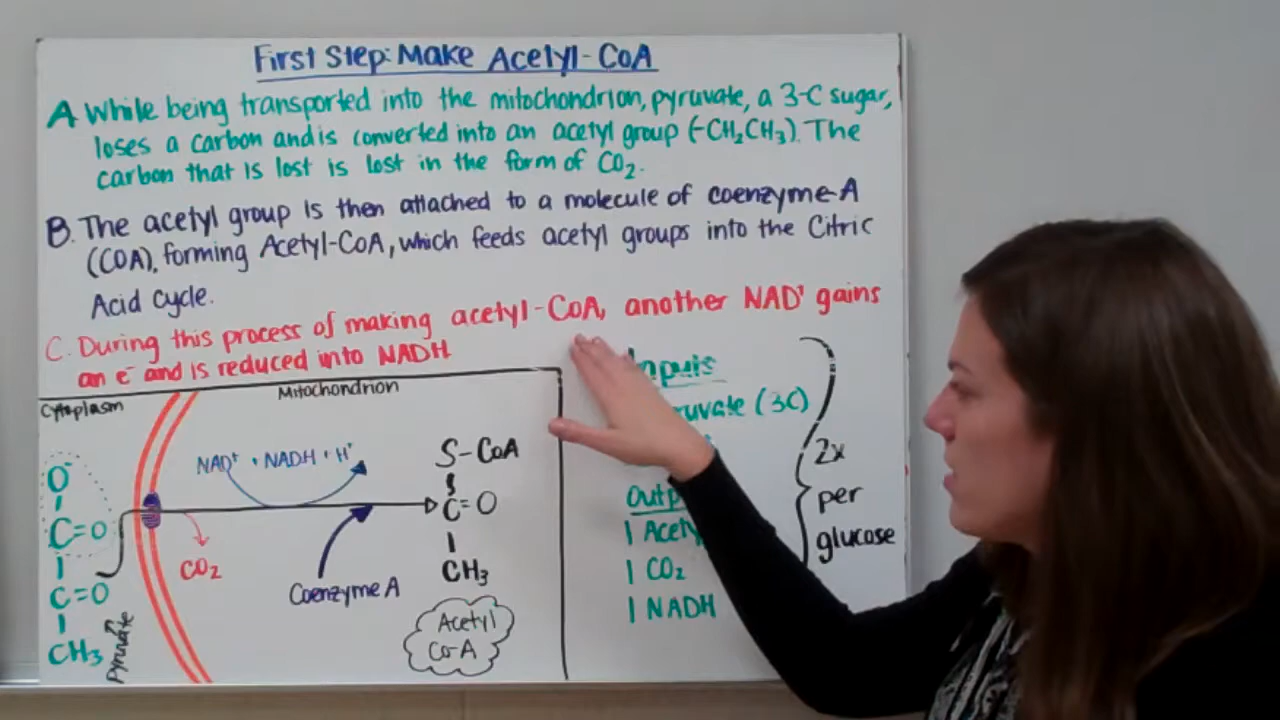 First Step: Make Acetyl-CoA
A While being transported into the mitochondrion, pyruvate, a 3-C sugar,
loses a carbon and is converted into an acetyl group (-CH₂CH₃). The
carbon that is lost is lost in the form of CO₂.
B. The acetyl group is then attached to a molecule of coenzyme-A
(COA), forming Acetyl-CoA, which feeds acetyl groups into the Citric
Acid cycle.
C. During this process of making acetyl-CoA, another NAD⁺ gains
an e⁻ and is reduced into NADH
Cytoplasm
Mitochondrion
O⁻
C=O
C=O
CH₃
Pyruvate
NAD⁺ + NADH + H⁺
CO₂
Coenzyme A
S-CoA
C=O
CH₃
Acetyl
Co-A
(3C)
1 CO₂
1 NADH
2x
per
glucose